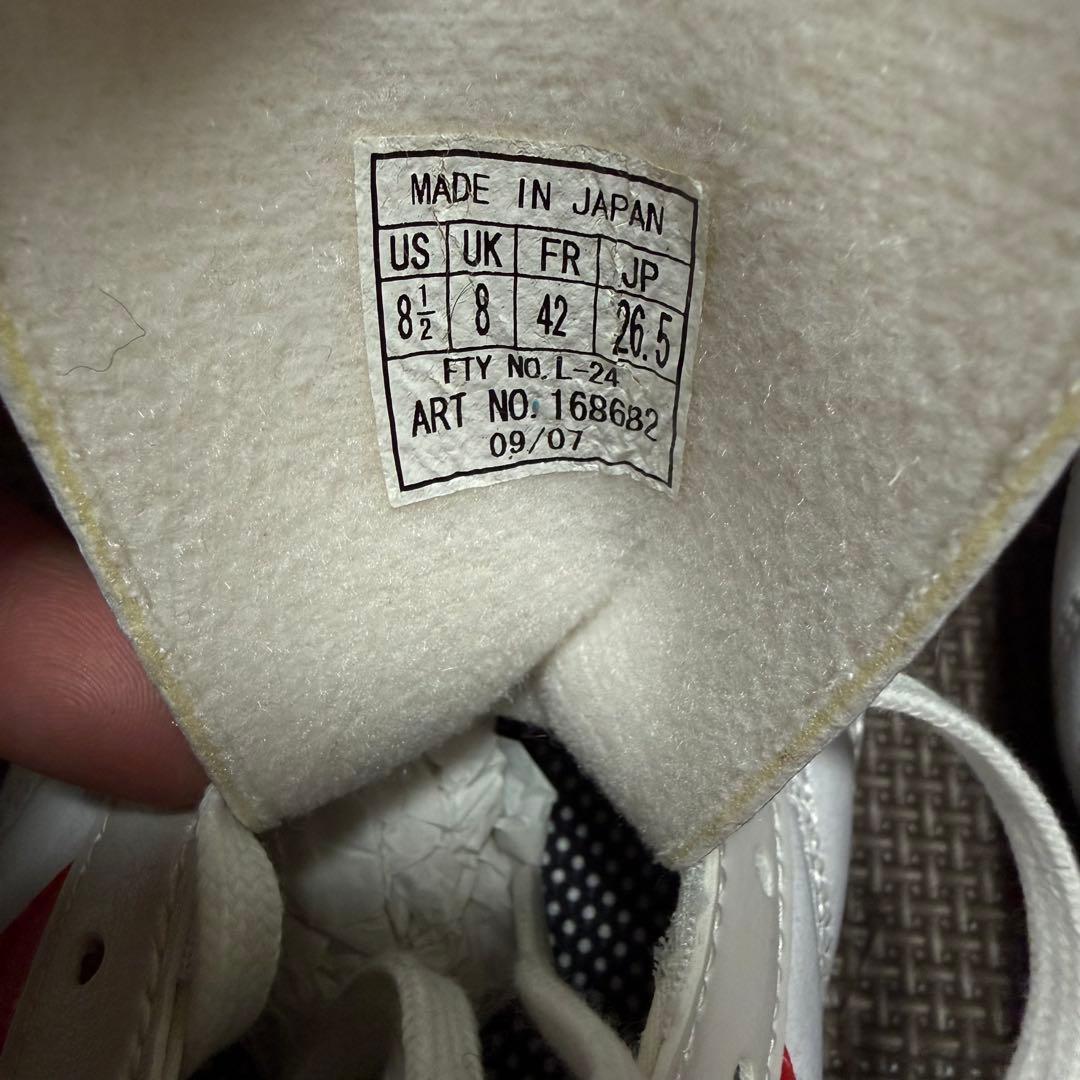 MADE IN JAPAN
US UK FR JP
8½ 8 42 26.5
FTY NO. L-24
ART NO. 168682
09/07